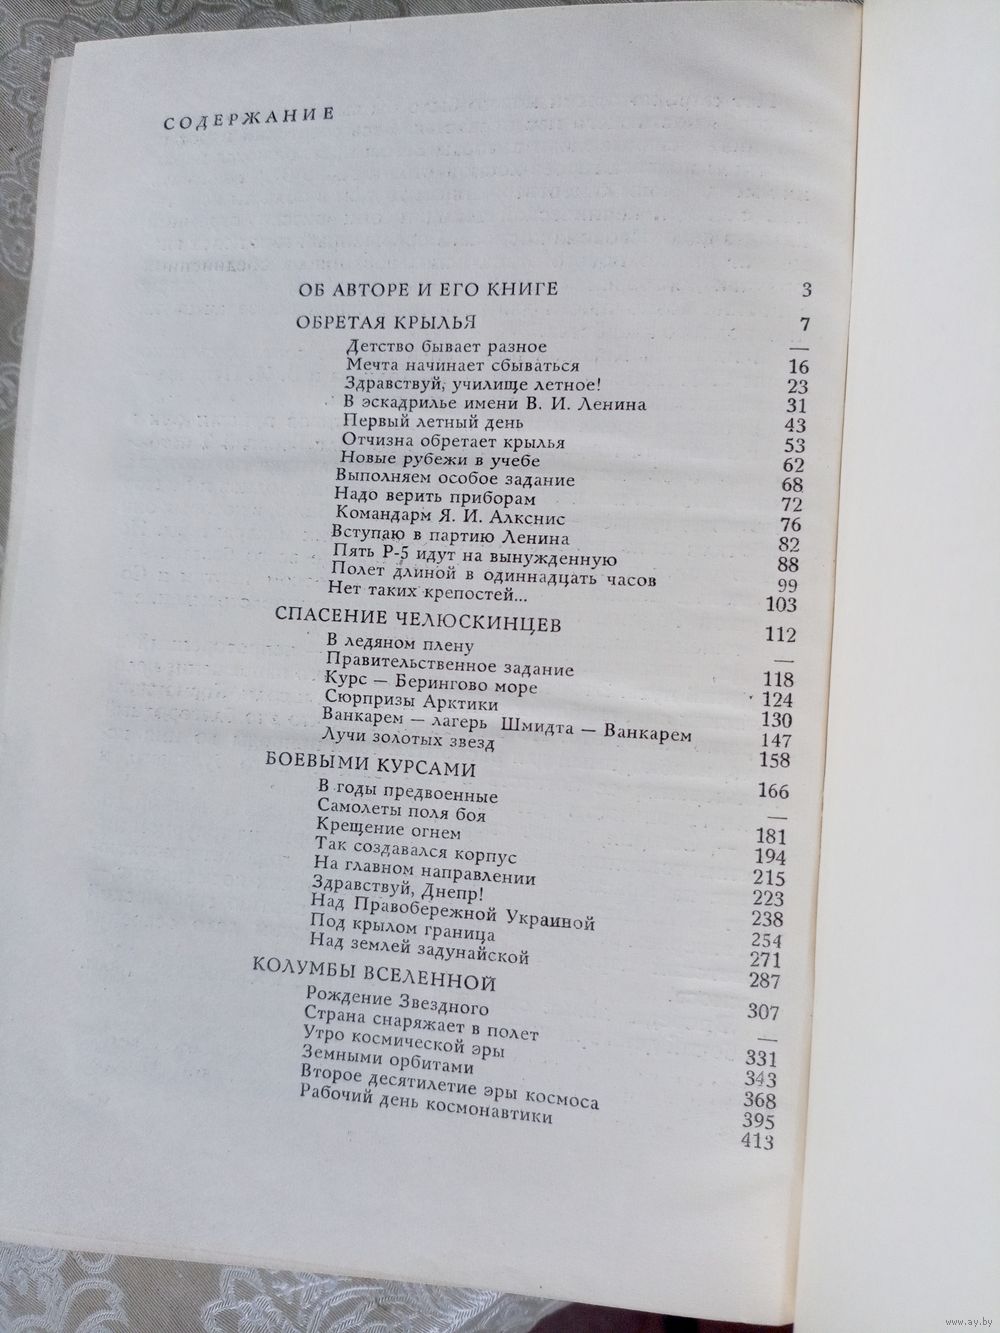 СОДЕРЖАНИЕ
ОБ АВТОРЕ И ЕГО КНИГЕ 3
ОБРЕТАЯ КРЫЛЬЯ 7
Детство бывает разное —
Мечта начинает сбываться 16
Здравствуй, училище летное! 23
В эскадрилье имени В. И. Ленина 31
Первый летный день 43
Отчизна обретает крылья 53
Новые рубежи в учебе 62
Выполняем особое задание 68
Надо верить приборам 72
Командарм Я. И. Алкснис 76
Вступаю в партию Ленина 82
Пять Р-5 идут на вынужденную 88
Полет длиной в одиннадцать часов 99
Нет таких крепостей... 103
СПАСЕНИЕ ЧЕЛЮСКИНЦЕВ 112
В ледяном плену —
Правительственное задание 118
Курс — Берингово море 124
Сюрпризы Арктики 130
Ванкарем — лагерь Шмидта — Ванкарем 147
Лучи золотых звезд 158
БОЕВЫМИ КУРСАМИ 166
В годы предвоенные —
Самолеты поля боя 181
Крещение огнем 194
Так создавался корпус 215
На главном направлении 223
Здравствуй, Днепр! 238
Над Правобережной Украиной 254
Под крылом граница 271
Над землей задунайской 287
КОЛУМБЫ ВСЕЛЕННОЙ 307
Рождение Звездного —
Страна снаряжает в полет 331
Утро космической эры 343
Земными орбитами 368
Второе десятилетие эры космоса 395
Рабочий день космонавтики 413
www.ay.by